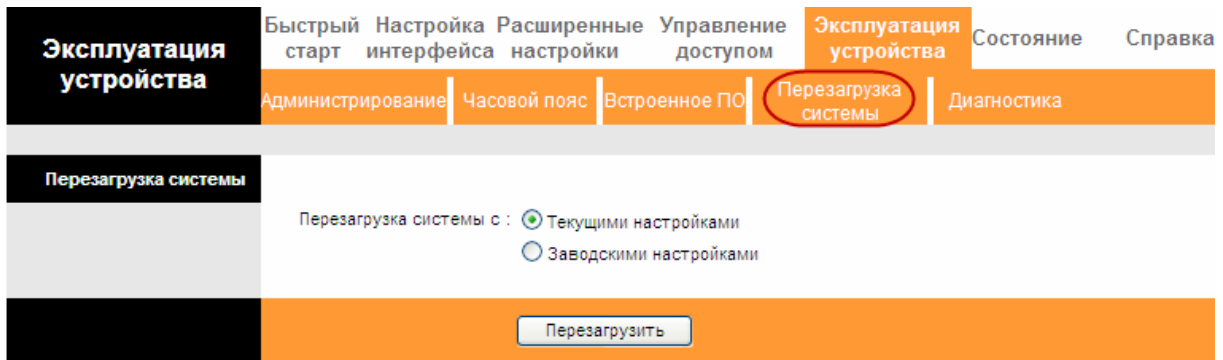 Эксплуатация
устройства
Быстрый
старт
Настройка
интерфейса
Расширенные
настройки
Управление
доступом
Эксплуатация
устройства
Состояние
Справка
Администрирование
Часовой пояс
Встроенное ПО
Перезагрузка
системы
Диагностика
Перезагрузка системы
Перезагрузка системы с :
Текущими настройками
Заводскими настройками
Перезагрузить